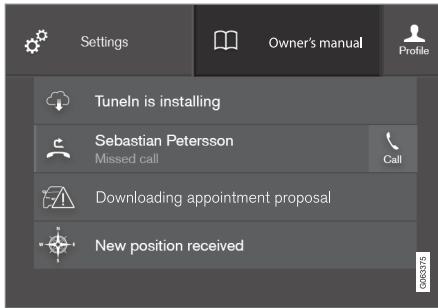 Settings
Owner's manual
Profile
TuneIn is installing
Sebastian Petersson
Missed call
Call
Downloading appointment proposal
N
W
E
S
New position received
G063375